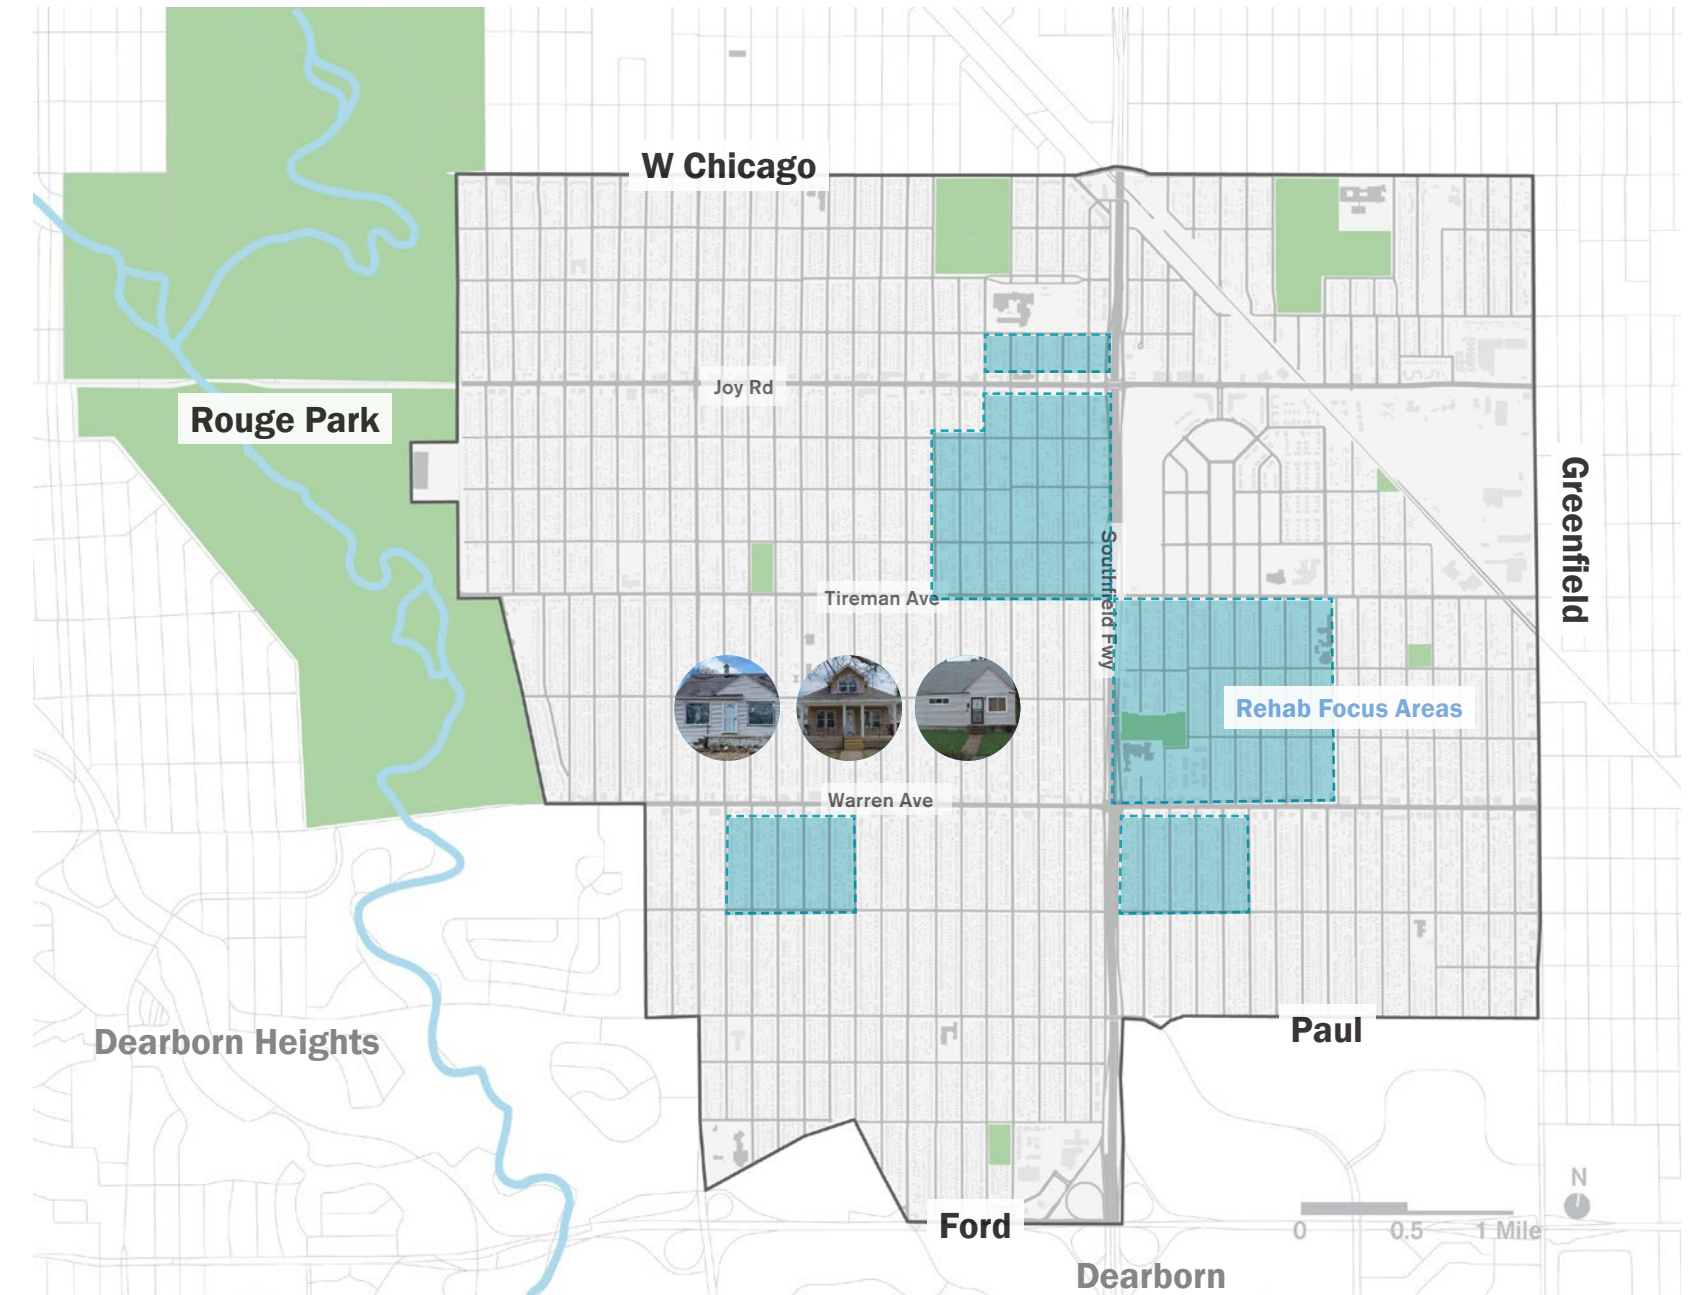 W Chicago
Joy Rd
Rouge Park
Greenfield
Southfield Fwy
Tireman Ave
Rehab Focus Areas
Warren Ave
Paul
Dearborn Heights
N
Ford
0 0.5 1 Mile
Dearborn